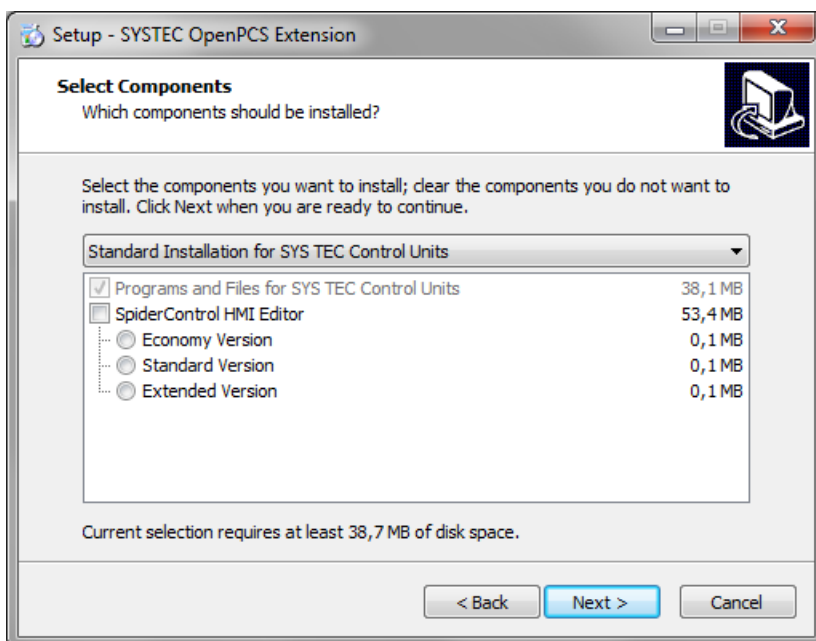 Setup - SYSTEC OpenPCS Extension
Select Components
Which components should be installed?
Select the components you want to install; clear the components you do not want to
install. Click Next when you are ready to continue.
Standard Installation for SYS TEC Control Units
Programs and Files for SYS TEC Control Units 38,1 MB
SpiderControl HMI Editor 53,4 MB
Economy Version 0,1 MB
Standard Version 0,1 MB
Extended Version 0,1 MB
Current selection requires at least 38,7 MB of disk space.
< Back Next > Cancel